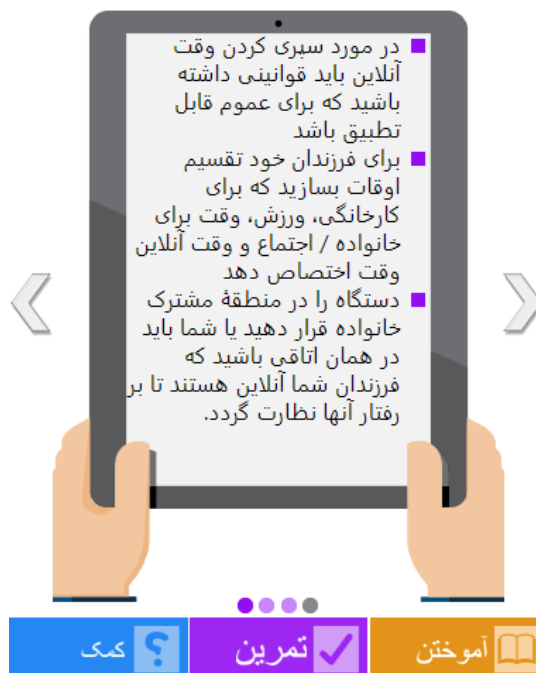 در مورد سپری کردن وقت
آنلاین باید قوانینی داشته
باشید که برای عموم قابل
تطبیق باشد
برای فرزندان خود تقسیم
اوقات بسازید که برای
کارخانگی، ورزش، وقت برای
خانواده / اجتماع و وقت آنلاین
وقت اختصاص دهد
دستگاه را در منطقهٔ مشترک
خانواده قرار دهید یا شما باید
در همان اتاقی باشید که
فرزندان شما آنلاین هستند تا بر
رفتار آنها نظارت گردد.
آموختن
تمرین
کمک